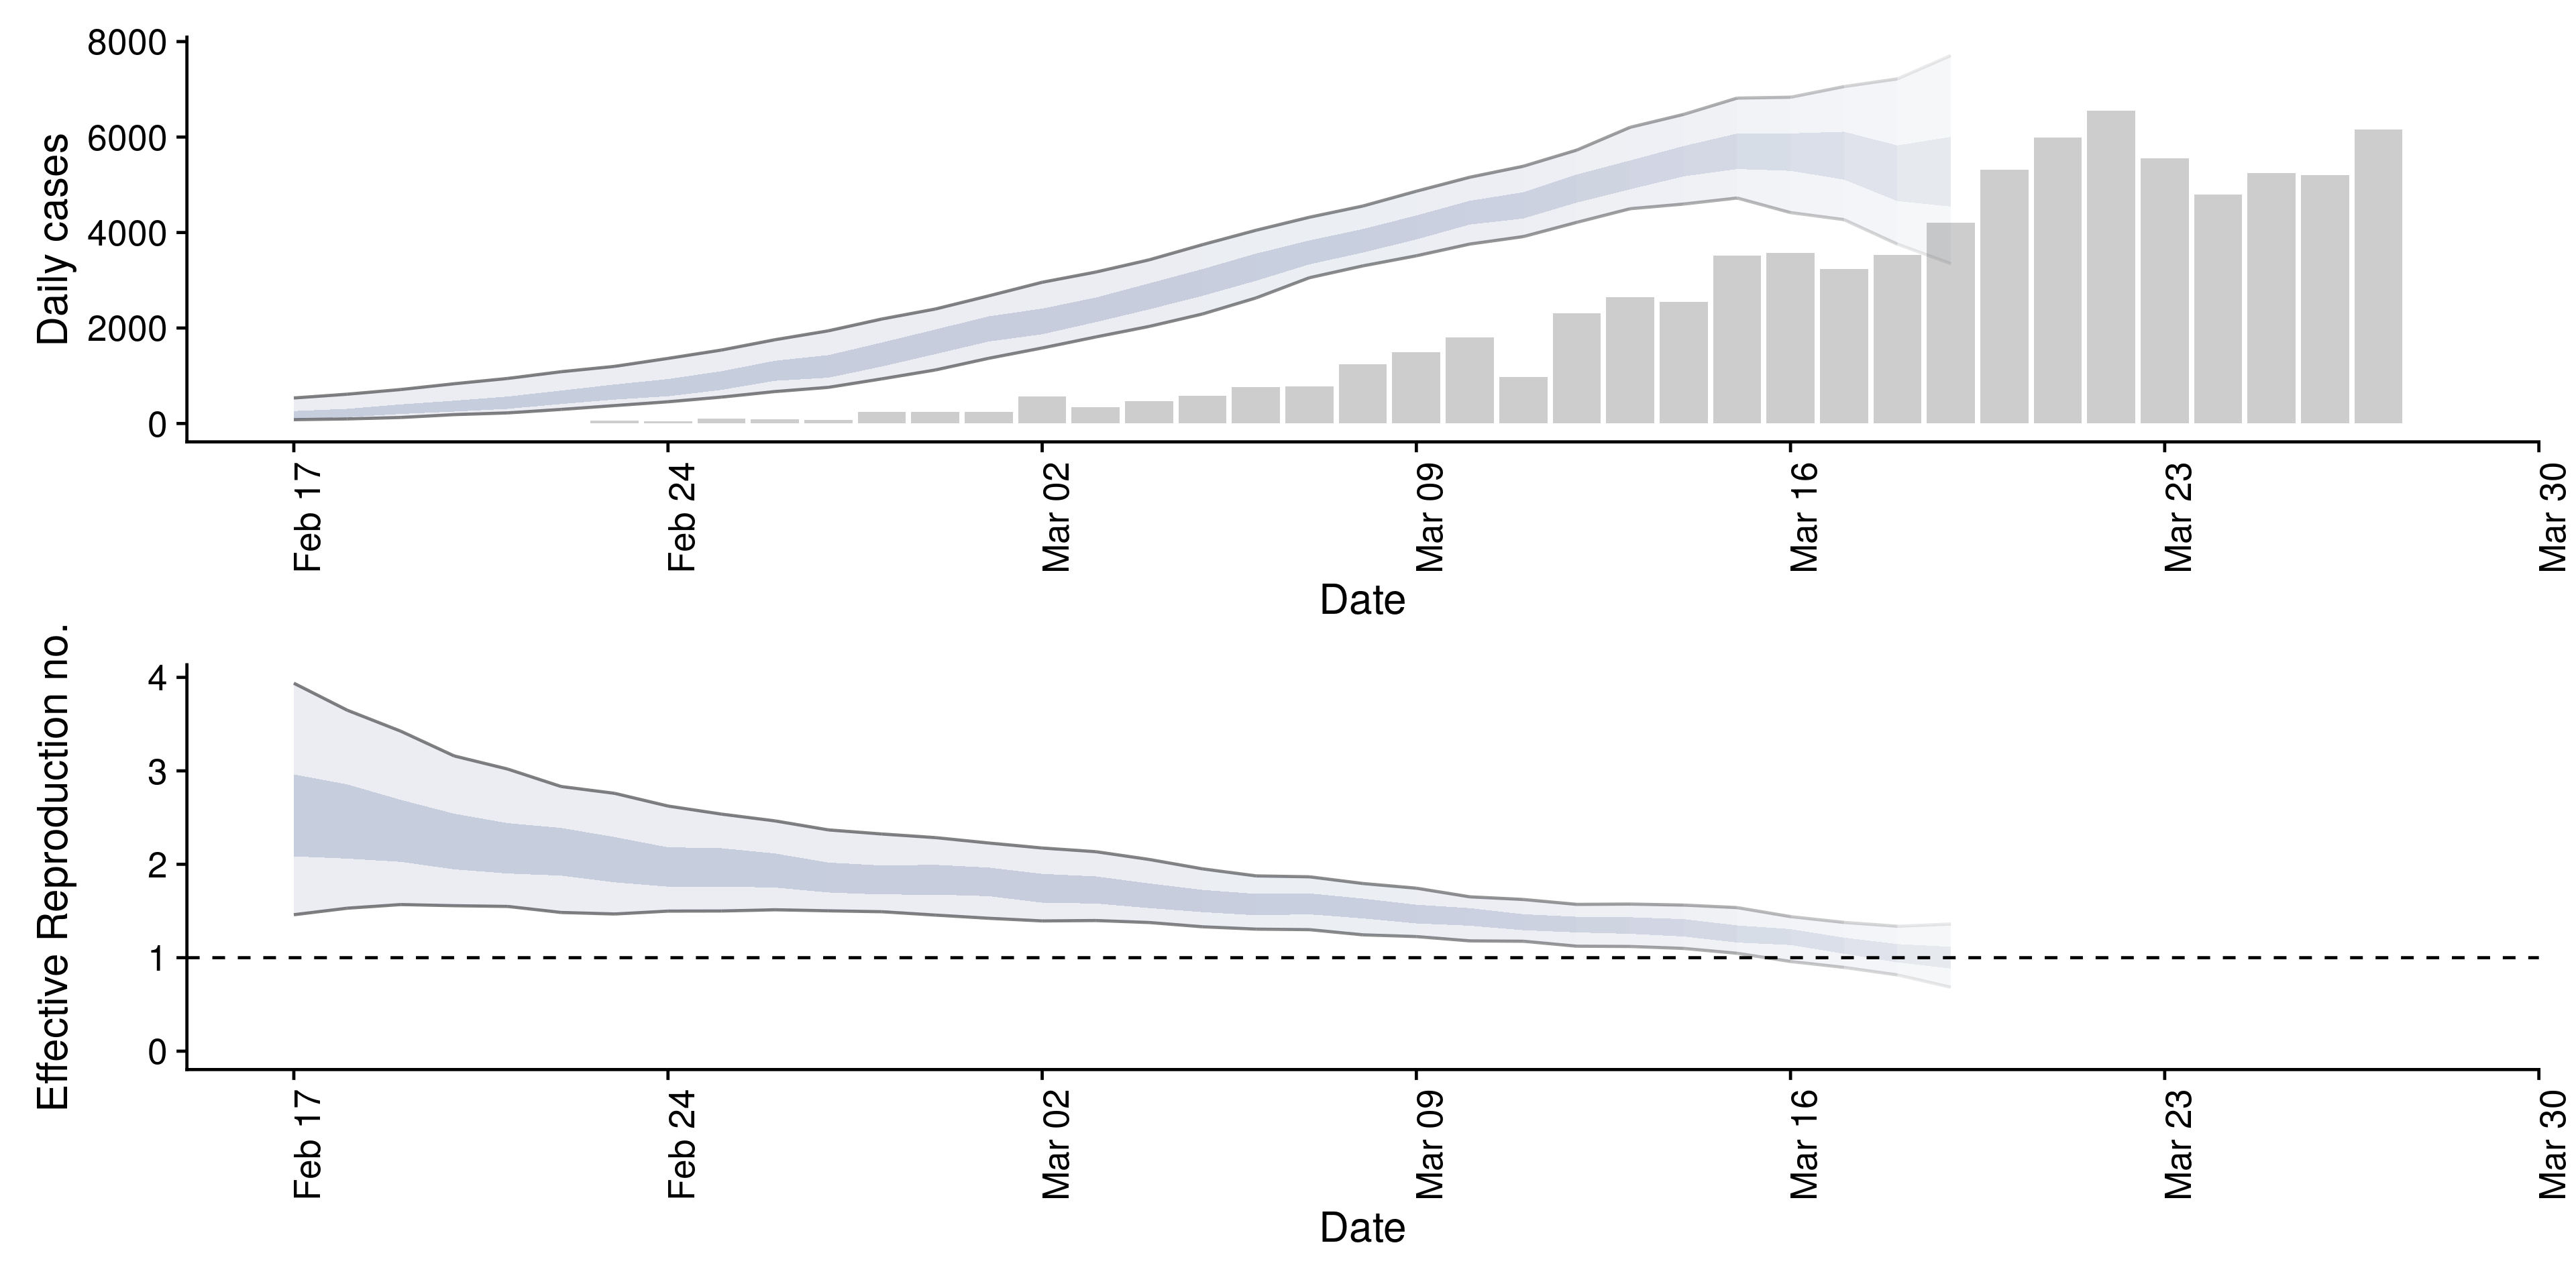 Daily cases
8000
6000
4000
2000
0
Feb 17
Feb 24
Mar 02
Mar 09
Mar 16
Mar 23
Mar 30
Date
Effective Reproduction no.
4
3
2
1
0
Feb 17
Feb 24
Mar 02
Mar 09
Mar 16
Mar 23
Mar 30
Date